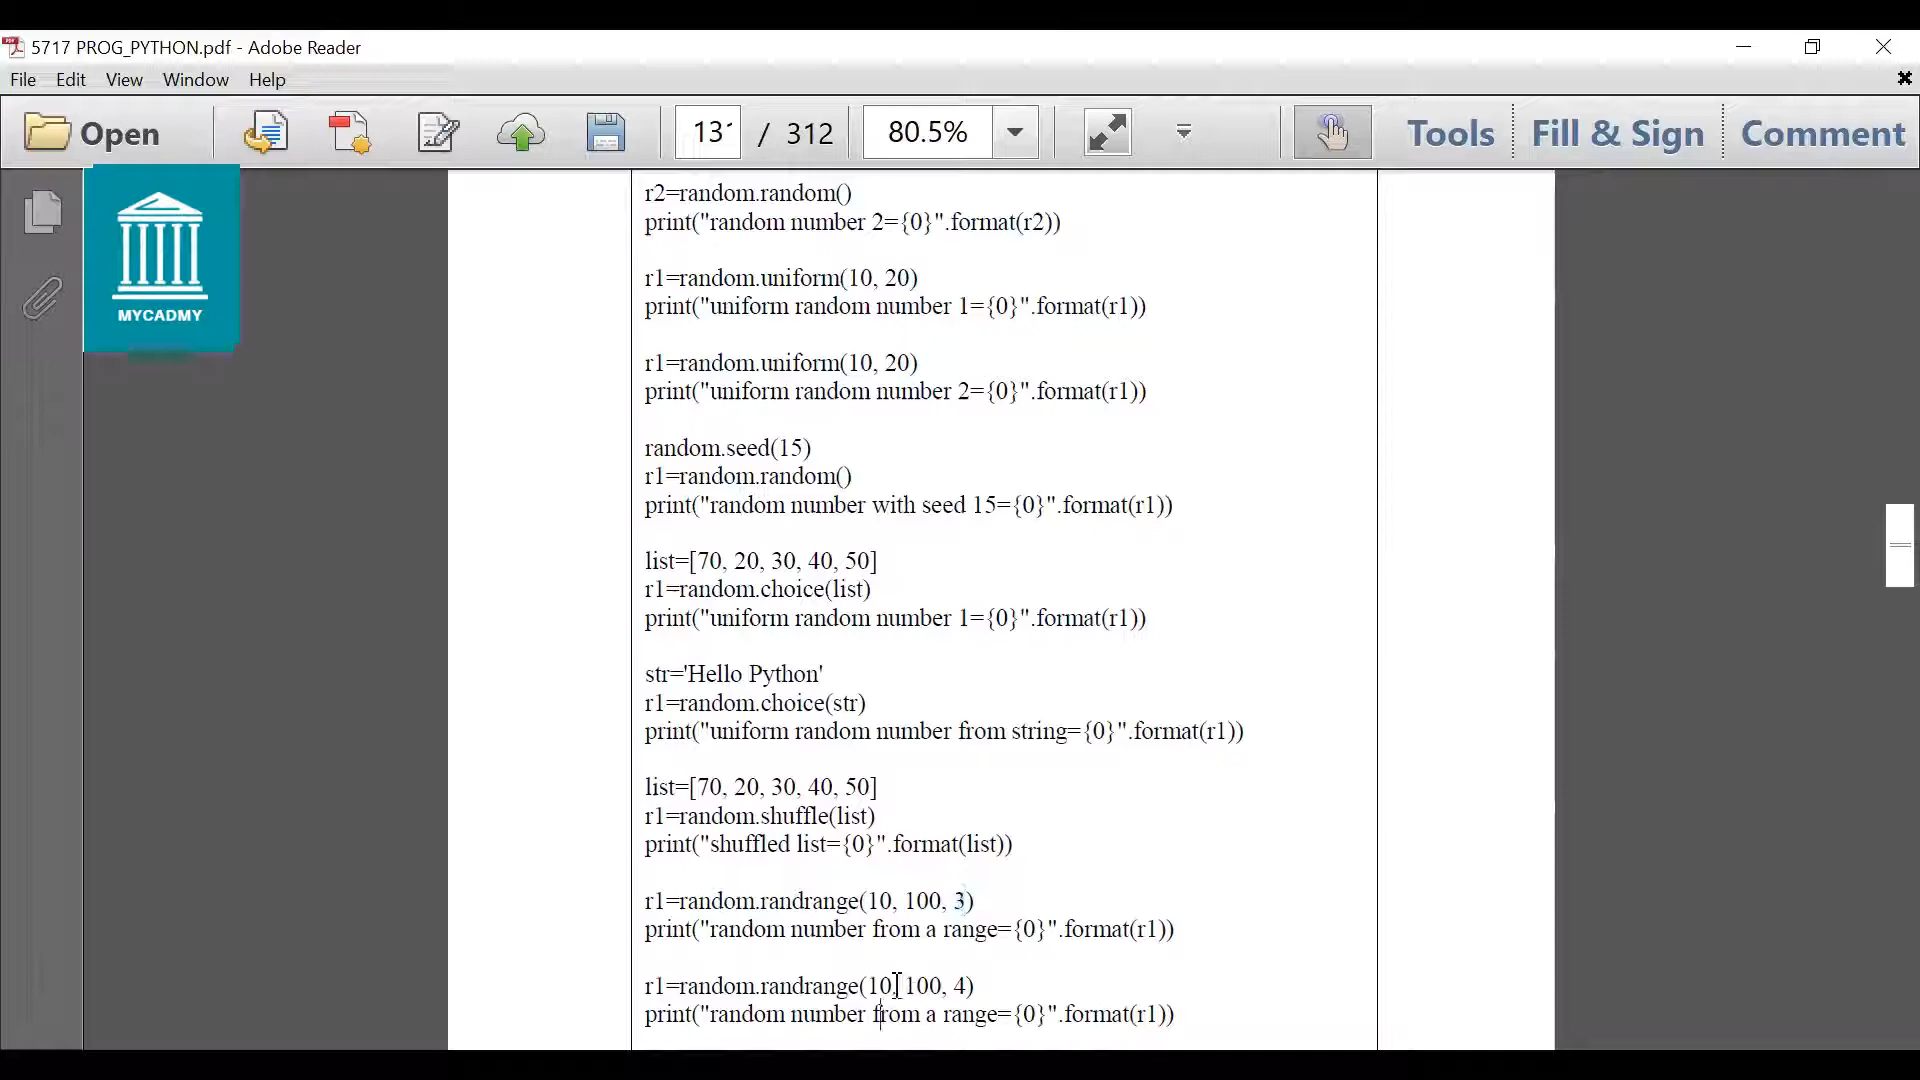 5717 PROG_PYTHON.pdf - Adobe Reader
File Edit View Window Help
Open 131 / 312 80.5% Tools Fill & Sign Comment
MYCADMY
r2=random.random()
print("random number 2={0}".format(r2))
r1=random.uniform(10, 20)
print("uniform random number 1={0}".format(r1))
r1=random.uniform(10, 20)
print("uniform random number 2={0}".format(r1))
random.seed(15)
r1=random.random()
print("random number with seed 15={0}".format(r1))
list=[70, 20, 30, 40, 50]
r1=random.choice(list)
print("uniform random number 1={0}".format(r1))
str='Hello Python'
r1=random.choice(str)
print("uniform random number from string={0}".format(r1))
list=[70, 20, 30, 40, 50]
r1=random.shuffle(list)
print("shuffled list={0}".format(list))
r1=random.randrange(10, 100, 3)
print("random number from a range={0}".format(r1))
r1=random.randrange(10, 100, 4)
print("random number from a range={0}".format(r1))